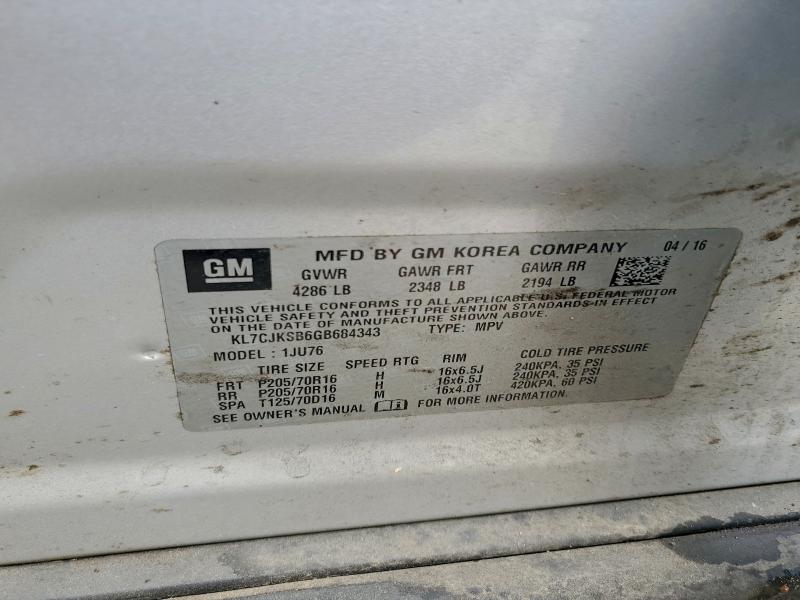 GM MFD BY GM KOREA COMPANY 04 / 16
GVWR GAWR FRT GAWR RR
4286 LB 2348 LB 2194 LB
THIS VEHICLE CONFORMS TO ALL APPLICABLE U.S. FEDERAL MOTOR
VEHICLE SAFETY AND THEFT PREVENTION STANDARDS IN EFFECT
ON THE DATE OF MANUFACTURE SHOWN ABOVE.
KL7CJKSB6GB684343 TYPE: MPV
MODEL : 1JU76
TIRE SIZE SPEED RTG RIM COLD TIRE PRESSURE
FRT P205/70R16 H 16x6.5J 240KPA, 35 PSI
RR P205/70R16 H 16x6.5J 240KPA, 35 PSI
SPA T125/70D16 M 16x4.0T 420KPA, 60 PSI
SEE OWNER'S MANUAL FOR MORE INFORMATION.